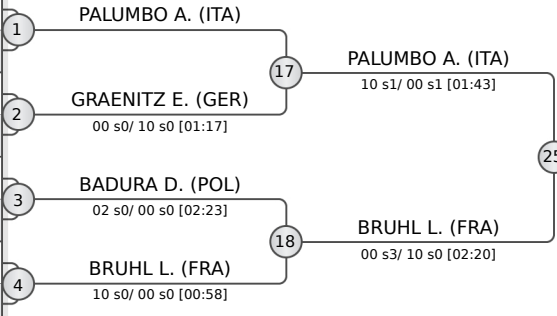 PALUMBO A. (ITA)
1
17
PALUMBO A. (ITA)
10 s1/ 00 s1 [01:43]
GRAENITZ E. (GER)
2
00 s0/ 10 s0 [01:17]
25
BADURA D. (POL)
3
02 s0/ 00 s0 [02:23]
18
BRUHL L. (FRA)
00 s3/ 10 s0 [02:20]
BRUHL L. (FRA)
4
10 s0/ 00 s0 [00:58]